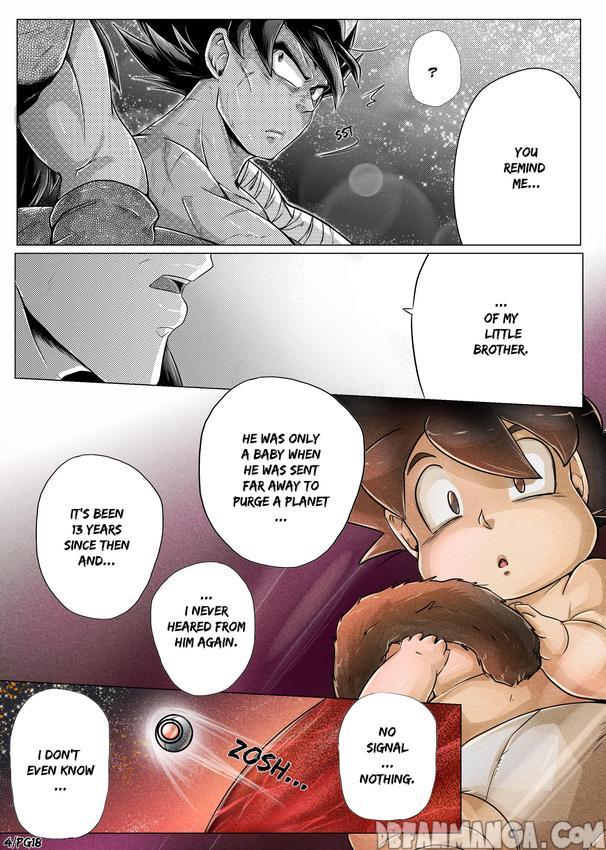 ?
YOU
REMIND
ME...
SST
...
OF MY
LITTLE
BROTHER.
HE WAS ONLY
A BABY WHEN
HE WAS SENT
FAR AWAY TO
PURGE A PLANET
...
IT'S BEEN
13 YEARS
SINCE THEN
AND...
...
I NEVER
HEARED FROM
HIM AGAIN.
NO
SIGNAL
...
NOTHING.
ZOSH...
I DON'T
EVEN KNOW
...
4/PG18
DBFANMANGA.COM